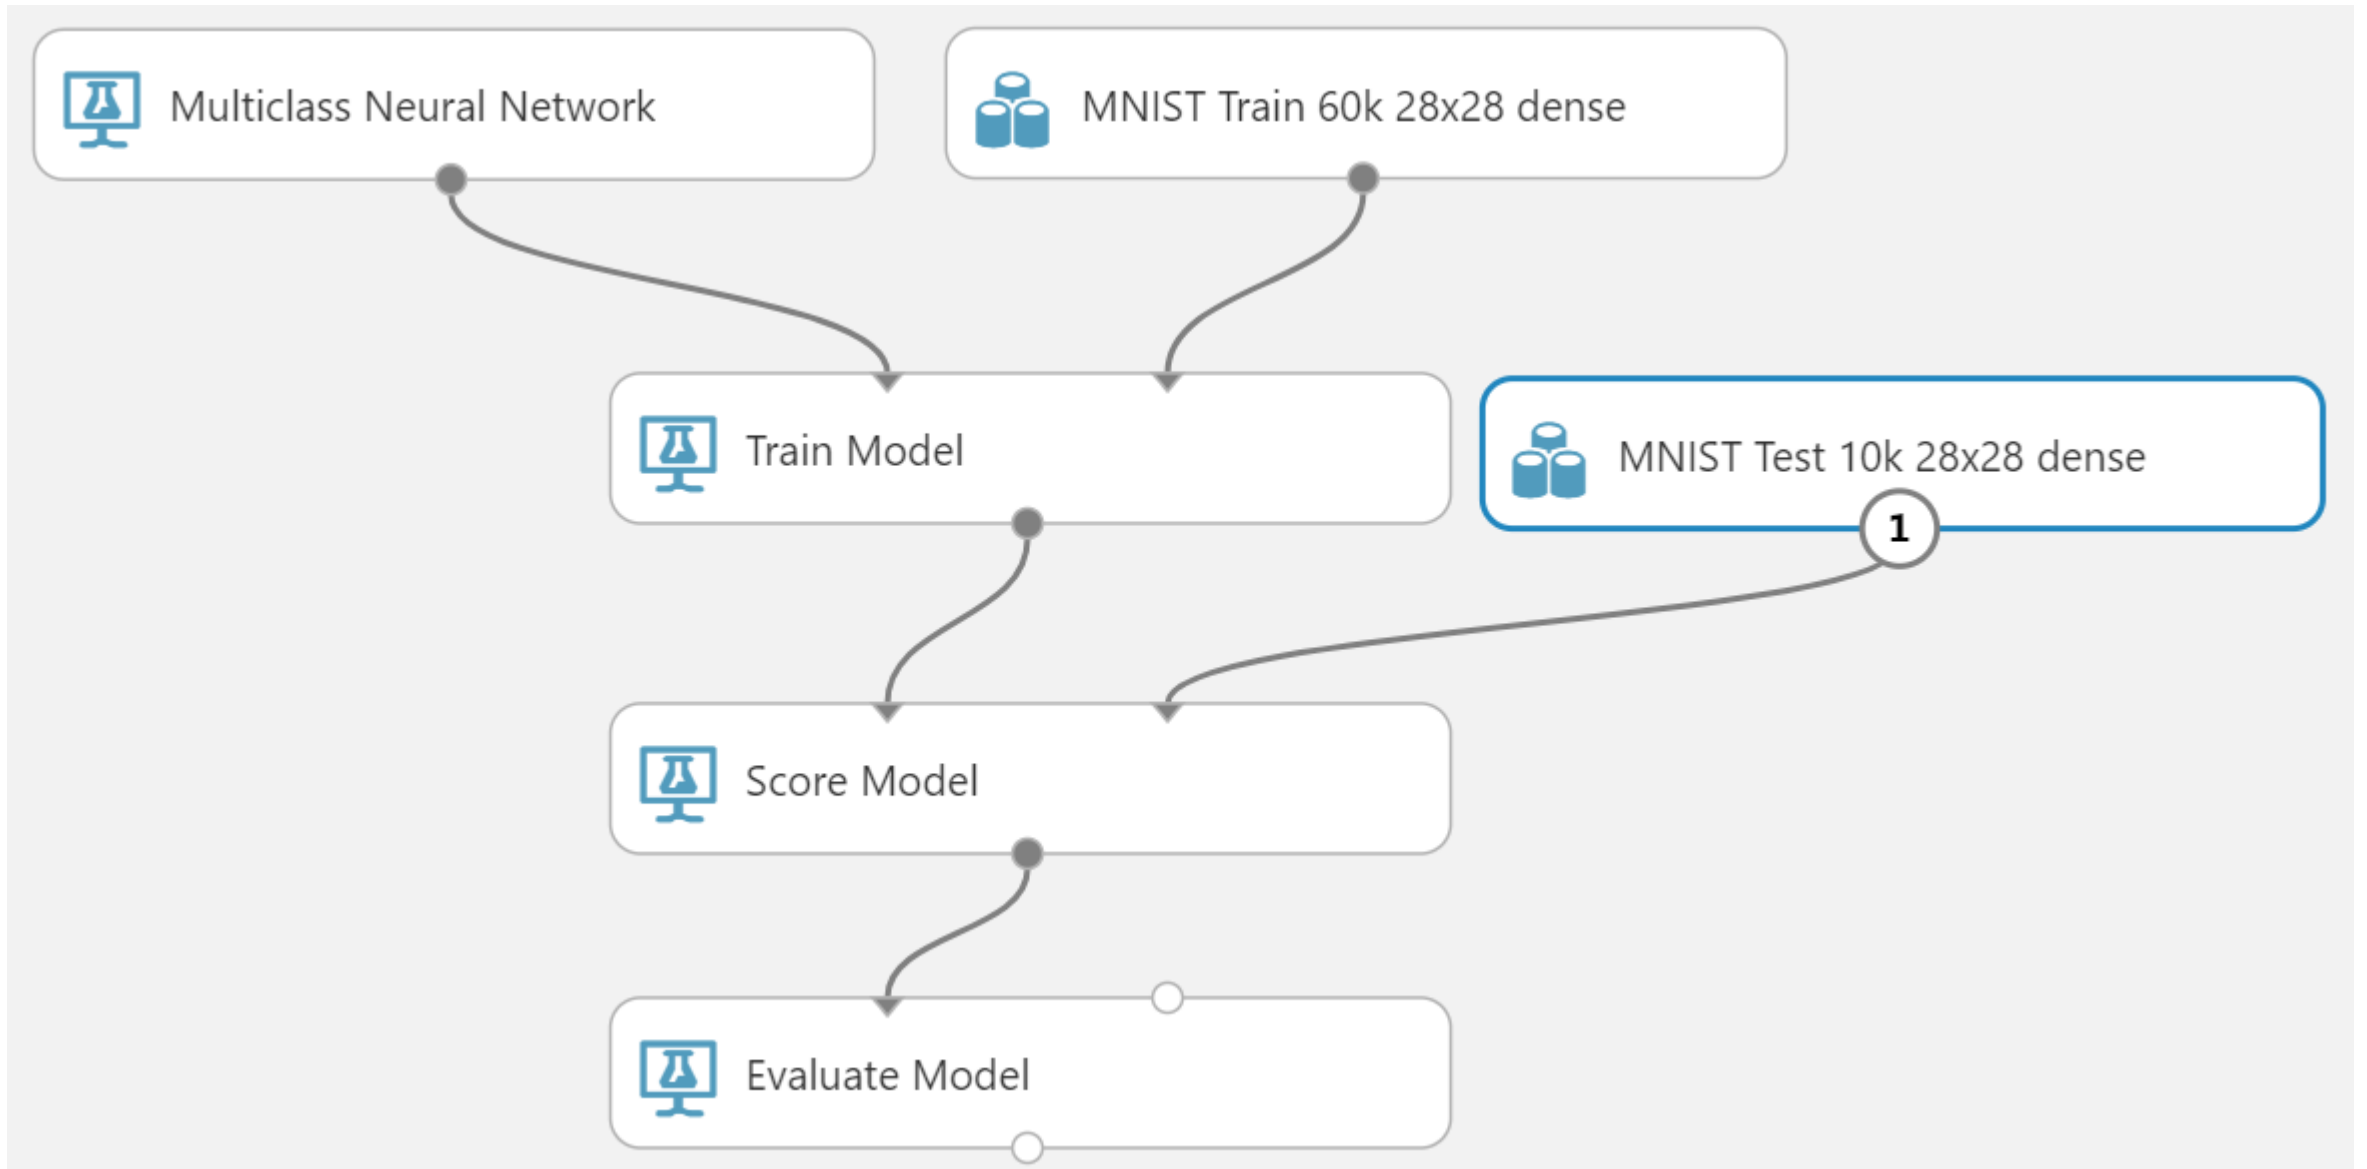 Multiclass Neural Network
MNIST Train 60k 28x28 dense
Train Model
MNIST Test 10k 28x28 dense
1
Score Model
Evaluate Model